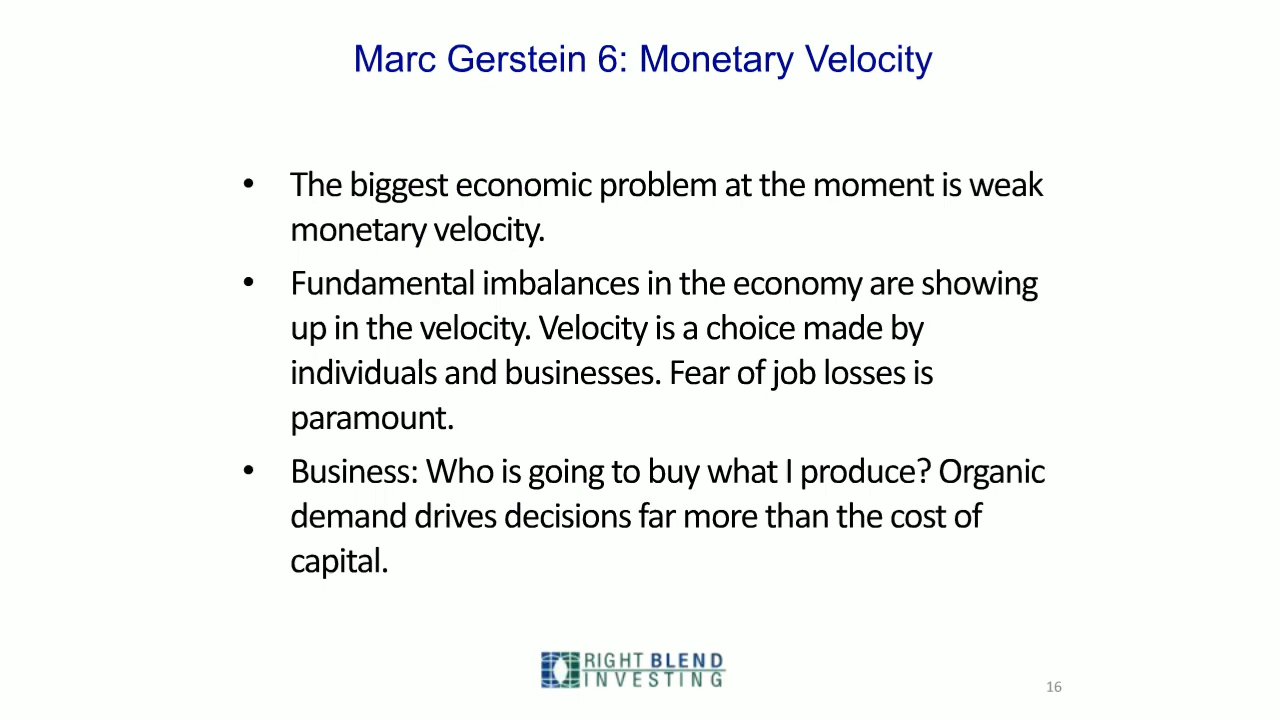 Marc Gerstein 6: Monetary Velocity
• The biggest economic problem at the moment is weak
monetary velocity.
• Fundamental imbalances in the economy are showing
up in the velocity. Velocity is a choice made by
individuals and businesses. Fear of job losses is
paramount.
• Business: Who is going to buy what I produce? Organic
demand drives decisions far more than the cost of
capital.
RIGHT BLEND
INVESTING
16